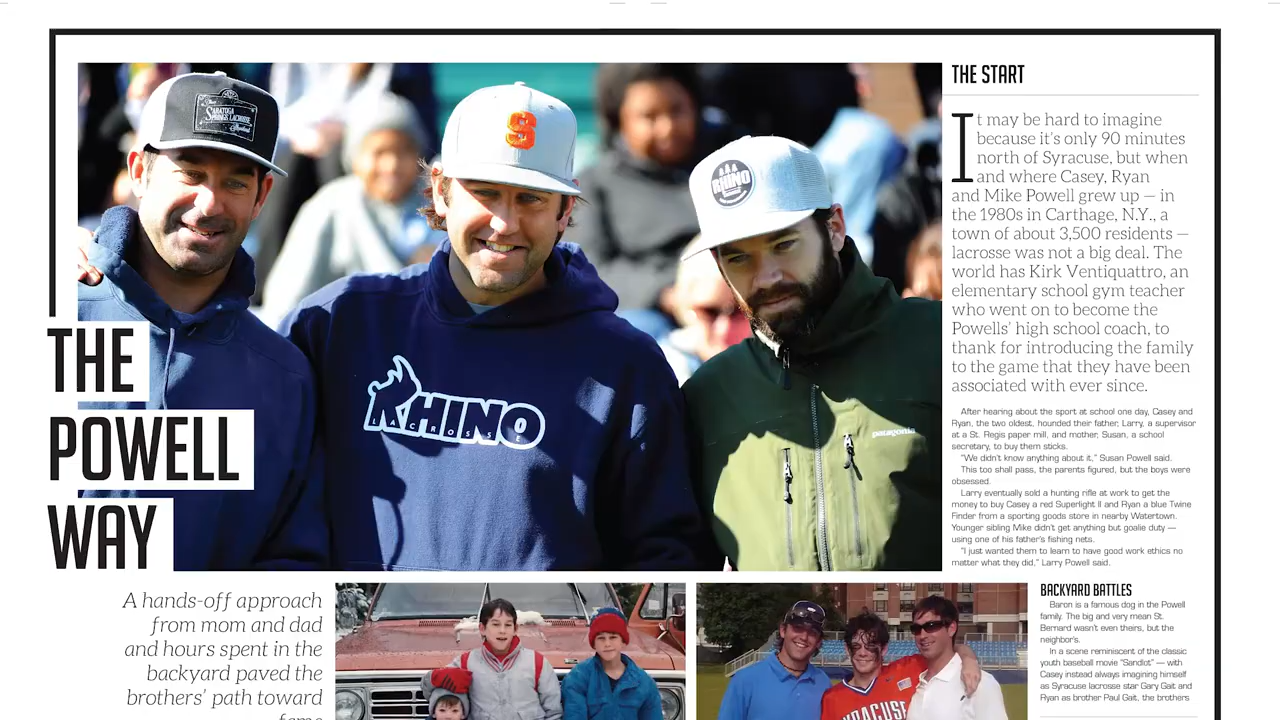 THE
POWELL
WAY
A hands-off approach
from mom and dad
and hours spent in the
backyard paved the
brothers' path toward
fame
THE START
It may be hard to imagine
because it's only 90 minutes
north of Syracuse, but when
and where Casey, Ryan
and Mike Powell grew up — in
the 1980s in Carthage, N.Y., a
town of about 3,500 residents —
lacrosse was not a big deal. The
world has Kirk Ventiquattro, an
elementary school gym teacher
who went on to become the
Powells' high school coach, to
thank for introducing the family
to the game that they have been
associated with ever since.
After hearing about the sport at school one day, Casey and
Ryan, the two oldest, hounded their father, Larry, a supervisor
at a St. Regis paper mill, and mother, Susan, a school
secretary, to buy them sticks.
"We didn't know anything about it," Susan Powell said.
This too shall pass, the parents figured, but the boys were
obsessed.
Larry eventually sold a hunting rifle at work to get the
money to buy Casey a red Superlight II and Ryan a blue Twine
Finder from a sporting goods store in nearby Watertown.
Younger sibling Mike didn't get anything but goalie duty —
using one of his father's fishing nets.
"I just wanted them to learn to have good work ethics no
matter what they did," Larry Powell said.
BACKYARD BATTLES
Baron is a famous dog in the Powell
family. The big and very mean St.
Bernard wasn't even theirs, but the
neighbor's.
In a scene reminiscent of the classic
youth baseball movie "Sandlot" — with
Casey instead always imagining himself
as Syracuse lacrosse star Gary Gait and
Ryan as brother Paul Gait, the brothers
The
SARATOGA
SPRINGS LACROSSE
S
RHINO
RHINO
LACROSSE
patagonia
SYRACUSE